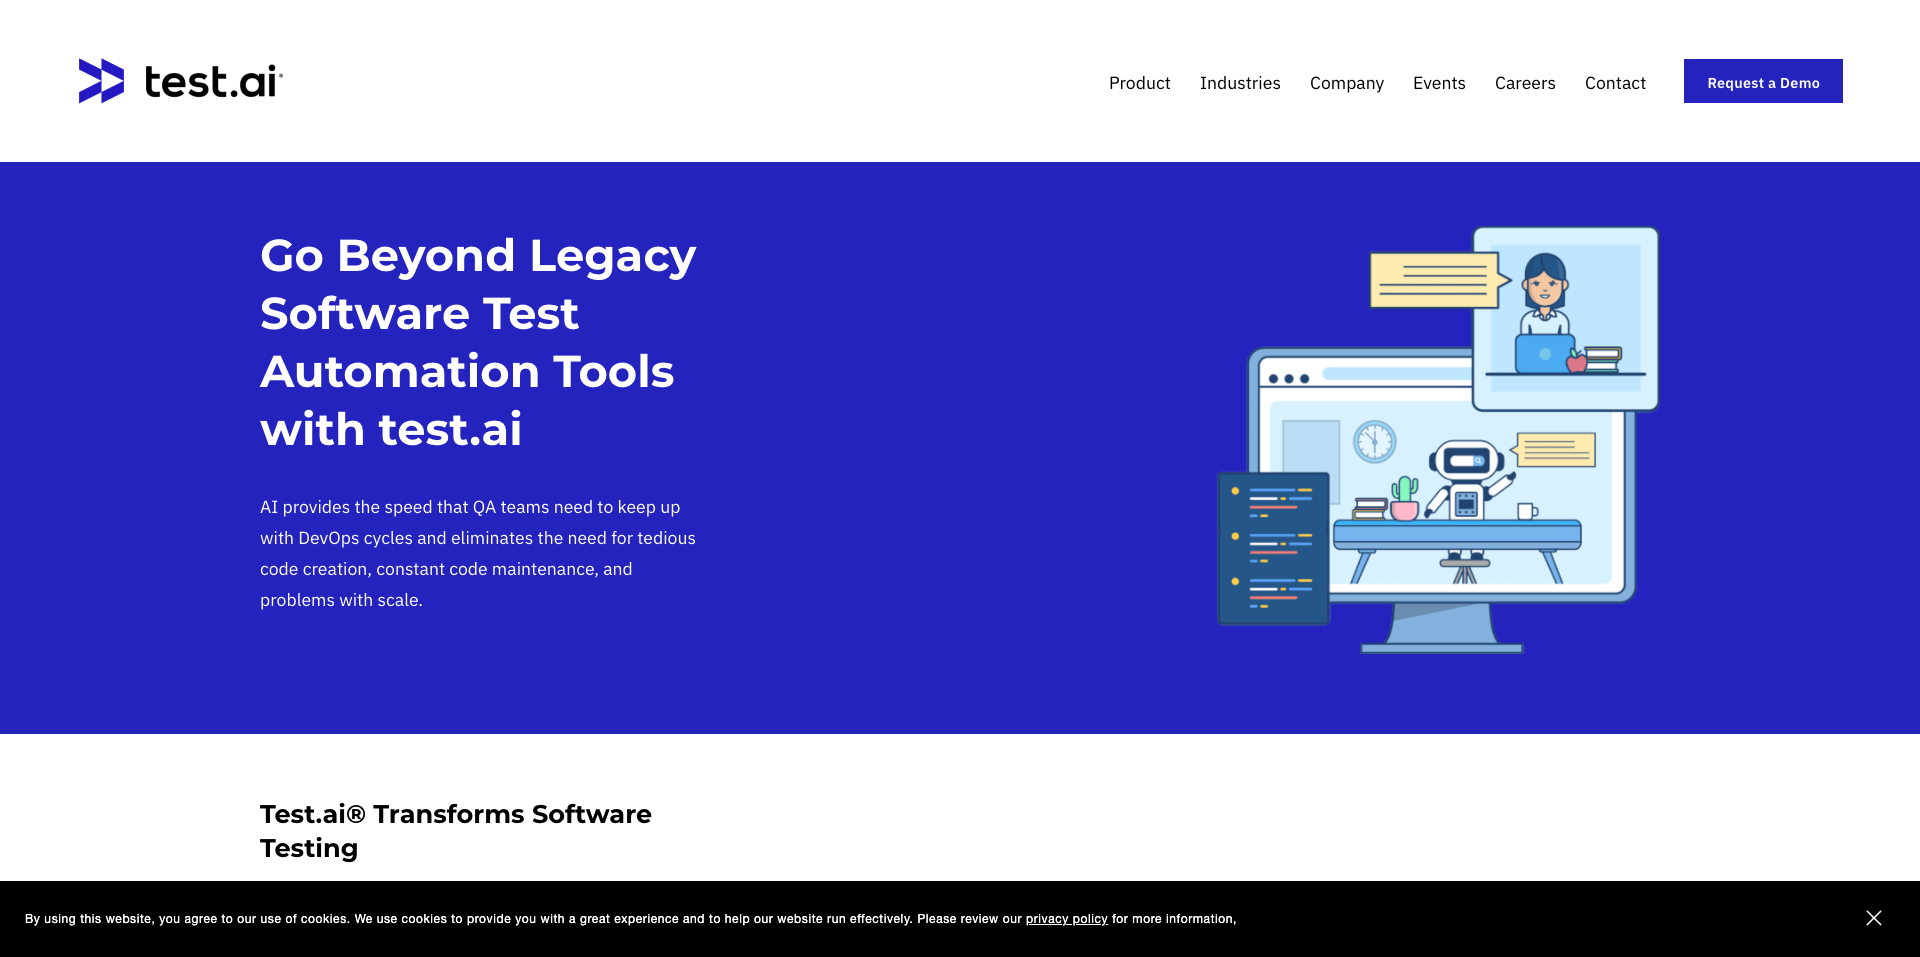 test.ai
Product Industries Company Events Careers Contact Request a Demo
Go Beyond Legacy
Software Test
Automation Tools
with test.ai
AI provides the speed that QA teams need to keep up
with DevOps cycles and eliminates the need for tedious
code creation, constant code maintenance, and
problems with scale.
Test.ai® Transforms Software
Testing
By using this website, you agree to our use of cookies. We use cookies to provide you with a great experience and to help our website run effectively. Please review our privacy policy for more information,